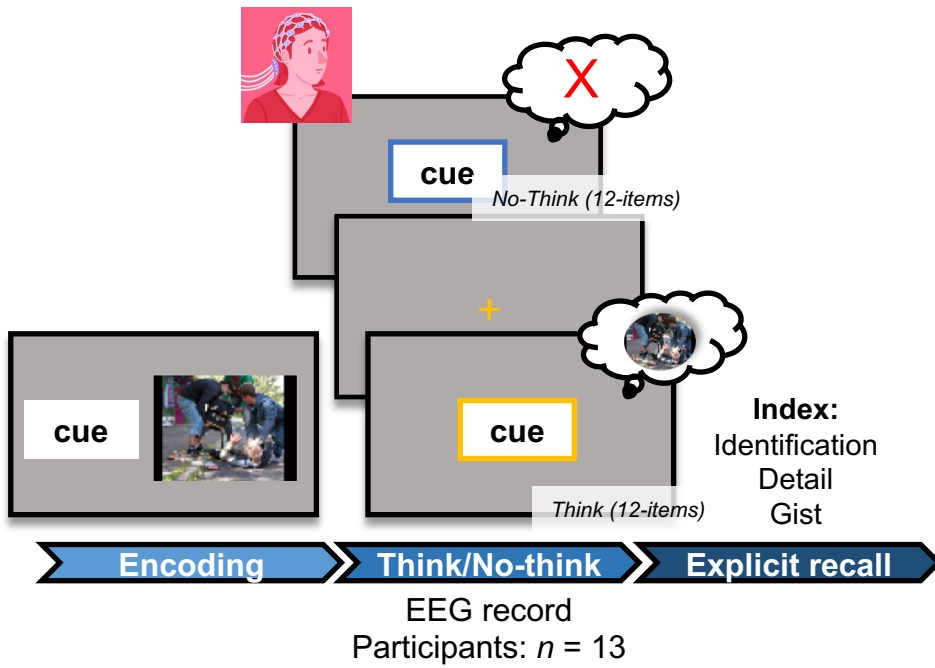 X
cue
No-Think (12-items)
+
cue
cue
Think (12-items)
Index:
Identification
Detail
Gist
Encoding
Think/No-think
Explicit recall
EEG record
Participants: n = 13